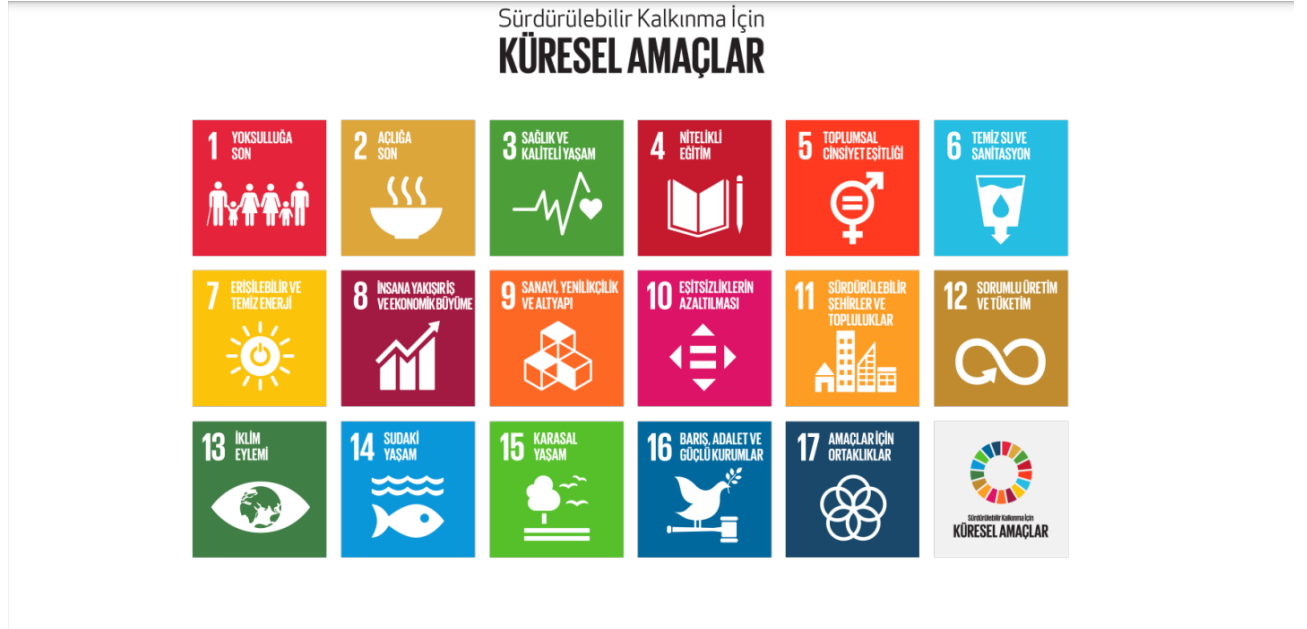 Sürdürülebilir Kalkınma İçin
KÜRESEL AMAÇLAR
1 YOKSULLUĞA
SON
2 AÇLIĞA
SON
3 SAĞLIK VE
KALİTELİ YAŞAM
4 NİTELİKLİ
EĞİTİM
5 TOPLUMSAL
CİNSİYET EŞİTLİĞİ
6 TEMİZ SU VE
SANİTASYON
7 ERİŞİLEBİLİR VE
TEMİZ ENERJİ
8 İNSANA YAKIŞIR İŞ
VE EKONOMİK BÜYÜME
9 SANAYİ, YENİLİKÇİLİK
VE ALTYAPI
10 EŞİTSİZLİKLERİN
AZALTILMASI
11 SÜRDÜRÜLEBİLİR
ŞEHİRLER VE
TOPLULUKLAR
12 SORUMLU ÜRETİM
VE TÜKETİM
13 İKLİM
EYLEMİ
14 SUDAKİ
YAŞAM
15 KARASAL
YAŞAM
16 BARIŞ, ADALET VE
GÜÇLÜ KURUMLAR
17 AMAÇLAR İÇİN
ORTAKLIKLAR
Sürdürülebilir Kalkınma İçin
KÜRESEL AMAÇLAR